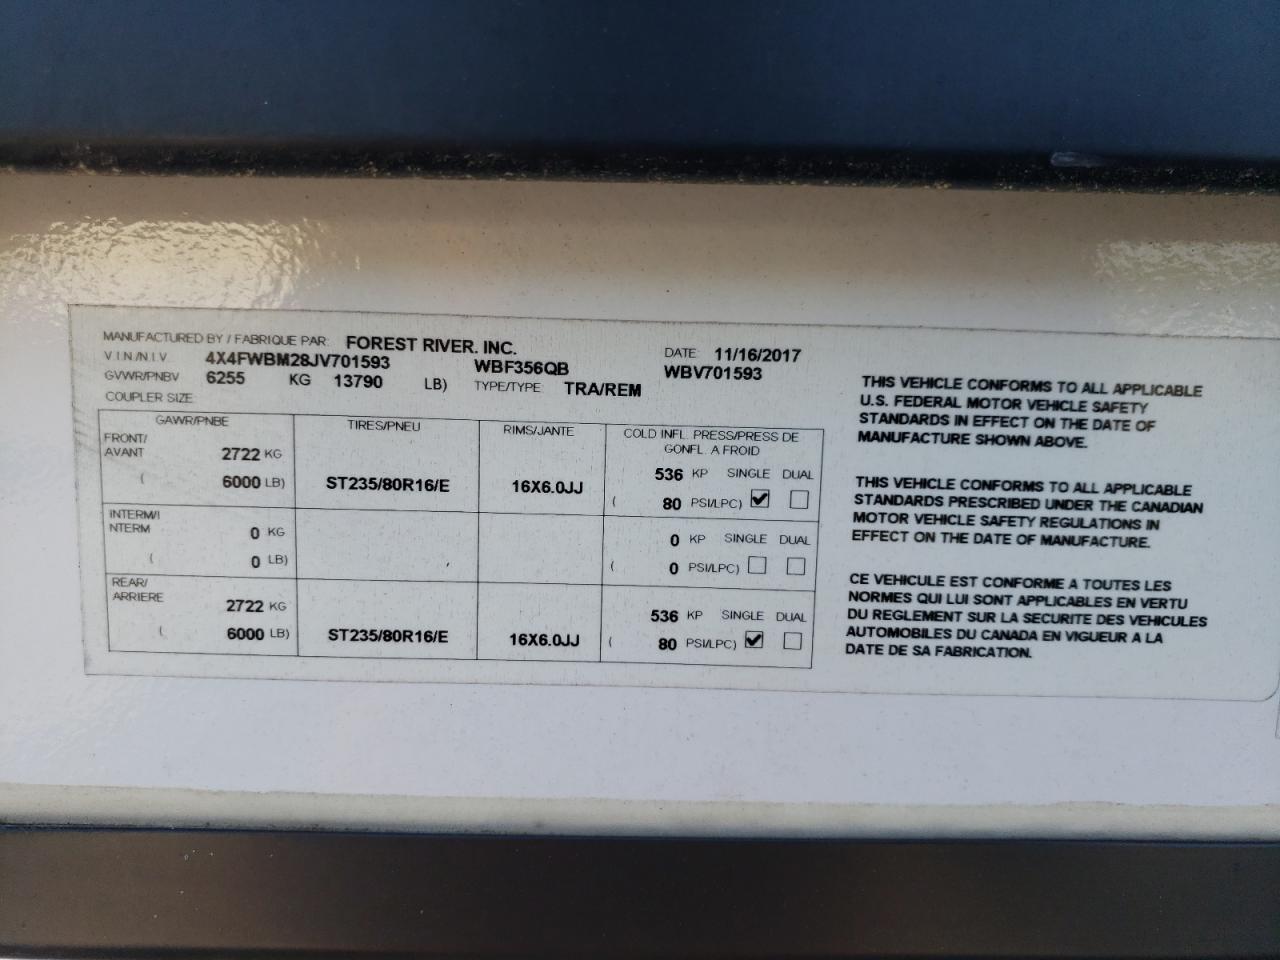 MANUFACTURED BY / FABRIQUE PAR: FOREST RIVER. INC.
DATE: 11/16/2017
V.I.N./N.I.V. 4X4FWBM28JV701593 WBF356QB WBV701593
GVWR/PNBV 6255 KG 13790 LB) TYPE/TYPE: TRA/REM
COUPLER SIZE:
GAWR/PNBE TIRES/PNEU RIMS/JANTE COLD INFL. PRESS/PRESS DE
GONFL. A FROID
FRONT/
AVANT 2722 KG 536 KP SINGLE DUAL
( 6000 LB) ST235/80R16/E 16X6.0JJ ( 80 PSI/LPC)
INTERM/I
NTERM 0 KG 0 KP SINGLE DUAL
( 0 LB) ( 0 PSI/LPC)
REAR/
ARRIERE 2722 KG 536 KP SINGLE DUAL
( 6000 LB) ST235/80R16/E 16X6.0JJ ( 80 PSI/LPC)
THIS VEHICLE CONFORMS TO ALL APPLICABLE
U.S. FEDERAL MOTOR VEHICLE SAFETY
STANDARDS IN EFFECT ON THE DATE OF
MANUFACTURE SHOWN ABOVE.
THIS VEHICLE CONFORMS TO ALL APPLICABLE
STANDARDS PRESCRIBED UNDER THE CANADIAN
MOTOR VEHICLE SAFETY REGULATIONS IN
EFFECT ON THE DATE OF MANUFACTURE.
CE VEHICULE EST CONFORME A TOUTES LES
NORMES QUI LUI SONT APPLICABLES EN VERTU
DU REGLEMENT SUR LA SECURITE DES VEHICULES
AUTOMOBILES DU CANADA EN VIGUEUR A LA
DATE DE SA FABRICATION.